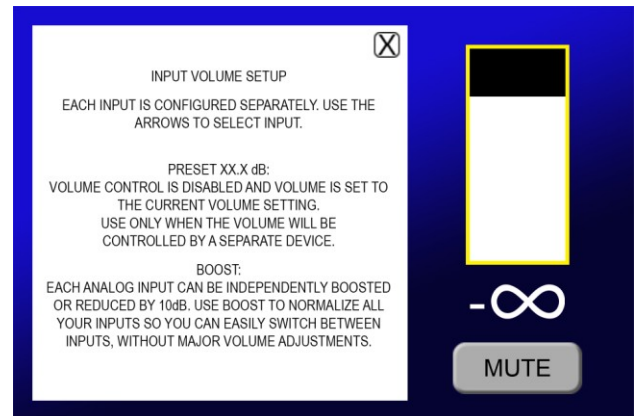 X
INPUT VOLUME SETUP
EACH INPUT IS CONFIGURED SEPARATELY. USE THE
ARROWS TO SELECT INPUT.
PRESET XX.X dB:
VOLUME CONTROL IS DISABLED AND VOLUME IS SET TO
THE CURRENT VOLUME SETTING.
USE ONLY WHEN THE VOLUME WILL BE
CONTROLLED BY A SEPARATE DEVICE.
BOOST:
EACH ANALOG INPUT CAN BE INDEPENDENTLY BOOSTED
OR REDUCED BY 10dB. USE BOOST TO NORMALIZE ALL
YOUR INPUTS SO YOU CAN EASILY SWITCH BETWEEN
INPUTS, WITHOUT MAJOR VOLUME ADJUSTMENTS.
-∞
MUTE